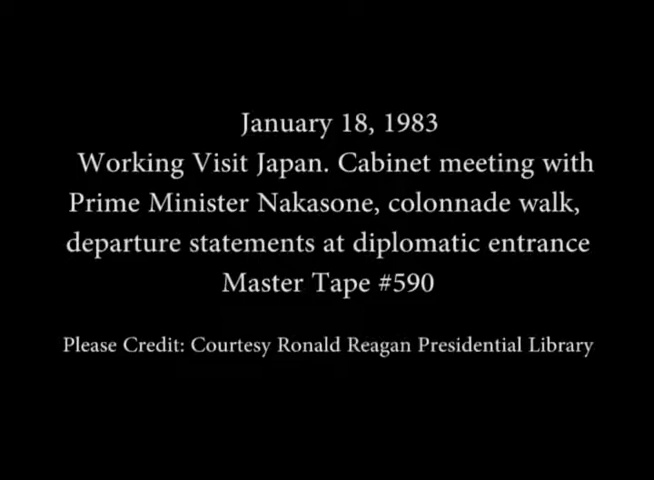 January 18, 1983
Working Visit Japan. Cabinet meeting with
Prime Minister Nakasone, colonnade walk,
departure statements at diplomatic entrance
Master Tape #590
Please Credit: Courtesy Ronald Reagan Presidential Library